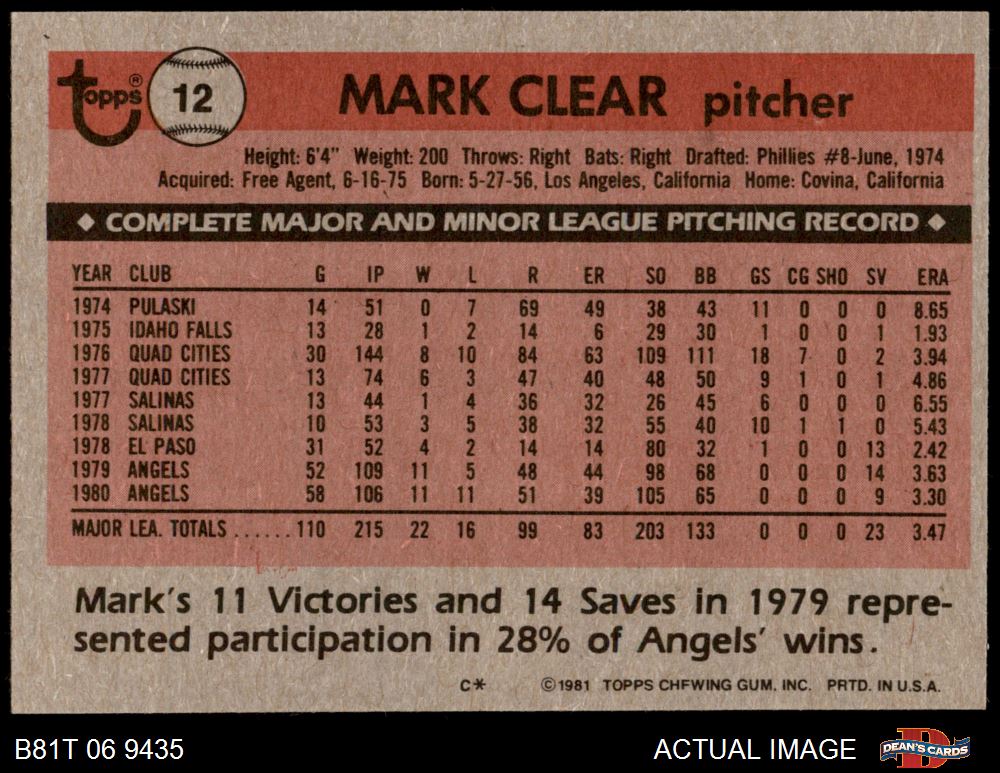 topps® 12 MARK CLEAR pitcher
Height: 6'4" Weight: 200 Throws: Right Bats: Right Drafted: Phillies #8-June, 1974
Acquired: Free Agent, 6-16-75 Born: 5-27-56, Los Angeles, California Home: Covina, California
◆ COMPLETE MAJOR AND MINOR LEAGUE PITCHING RECORD ◆
YEAR CLUB G IP W L R ER SO BB GS CG SHO SV ERA
1974 PULASKI 14 51 0 7 69 49 38 43 11 0 0 0 8.65
1975 IDAHO FALLS 13 28 1 2 14 6 29 30 1 0 0 1 1.93
1976 QUAD CITIES 30 144 8 10 84 63 109 111 18 7 0 2 3.94
1977 QUAD CITIES 13 74 6 3 47 40 48 50 9 1 0 1 4.86
1977 SALINAS 13 44 1 4 36 32 26 45 6 0 0 0 6.55
1978 SALINAS 10 53 3 5 38 32 55 40 10 1 1 0 5.43
1978 EL PASO 31 52 4 2 14 14 80 32 1 0 0 13 2.42
1979 ANGELS 52 109 11 5 48 44 98 68 0 0 0 14 3.63
1980 ANGELS 58 106 11 11 51 39 105 65 0 0 0 9 3.30
MAJOR LEA. TOTALS ...... 110 215 22 16 99 83 203 133 0 0 0 23 3.47
Mark's 11 Victories and 14 Saves in 1979 repre-
sented participation in 28% of Angels' wins.
C* ©1981 TOPPS CHEWING GUM, INC. PRTD. IN U.S.A.
B81T 06 9435 ACTUAL IMAGE DEAN'S CARDS